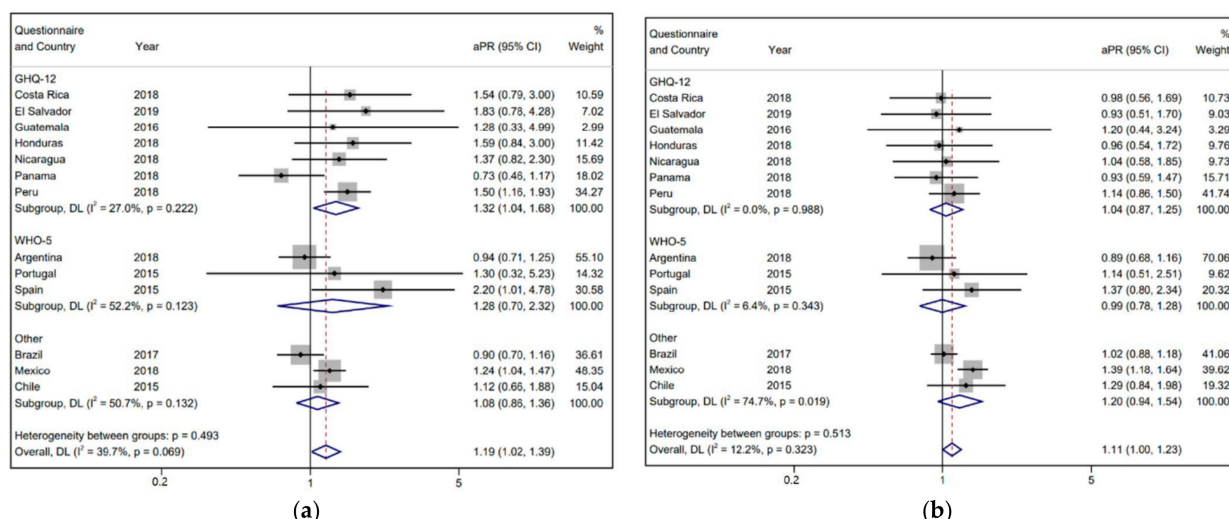 Questionnaire %
and Country Year aPR (95% CI) Weight
GHQ-12
Costa Rica 2018 1.54 (0.79, 3.00) 10.59
El Salvador 2019 1.83 (0.78, 4.28) 7.02
Guatemala 2016 1.28 (0.33, 4.99) 2.99
Honduras 2018 1.59 (0.84, 3.00) 11.42
Nicaragua 2018 1.37 (0.82, 2.30) 15.69
Panama 2018 0.73 (0.46, 1.17) 18.02
Peru 2018 1.50 (1.16, 1.93) 34.27
Subgroup, DL (I² = 27.0%, p = 0.222) 1.32 (1.04, 1.68) 100.00
WHO-5
Argentina 2018 0.94 (0.71, 1.25) 55.10
Portugal 2015 1.30 (0.32, 5.23) 14.32
Spain 2015 2.20 (1.01, 4.78) 30.58
Subgroup, DL (I² = 52.2%, p = 0.123) 1.28 (0.70, 2.32) 100.00
Other
Brazil 2017 0.90 (0.70, 1.16) 36.61
Mexico 2018 1.24 (1.04, 1.47) 48.35
Chile 2015 1.12 (0.66, 1.88) 15.04
Subgroup, DL (I² = 50.7%, p = 0.132) 1.08 (0.86, 1.36) 100.00
Heterogeneity between groups: p = 0.493
Overall, DL (I² = 39.7%, p = 0.069) 1.19 (1.02, 1.39)
0.2 1 5
(a)
Questionnaire %
and Country Year aPR (95% CI) Weight
GHQ-12
Costa Rica 2018 0.98 (0.56, 1.69) 10.73
El Salvador 2019 0.93 (0.51, 1.70) 9.03
Guatemala 2016 1.20 (0.44, 3.24) 3.29
Honduras 2018 0.96 (0.54, 1.72) 9.76
Nicaragua 2018 1.04 (0.58, 1.85) 9.73
Panama 2018 0.93 (0.59, 1.47) 15.71
Peru 2018 1.14 (0.86, 1.50) 41.74
Subgroup, DL (I² = 0.0%, p = 0.988) 1.04 (0.87, 1.25) 100.00
WHO-5
Argentina 2018 0.89 (0.68, 1.16) 70.06
Portugal 2015 1.14 (0.51, 2.51) 9.62
Spain 2015 1.37 (0.80, 2.34) 20.32
Subgroup, DL (I² = 6.4%, p = 0.343) 0.99 (0.78, 1.28) 100.00
Other
Brazil 2017 1.02 (0.88, 1.18) 41.06
Mexico 2018 1.39 (1.18, 1.64) 39.62
Chile 2015 1.29 (0.84, 1.98) 19.32
Subgroup, DL (I² = 74.7%, p = 0.019) 1.20 (0.94, 1.54) 100.00
Heterogeneity between groups: p = 0.513
Overall, DL (I² = 12.2%, p = 0.323) 1.11 (1.00, 1.23)
0.2 1 5
(b)